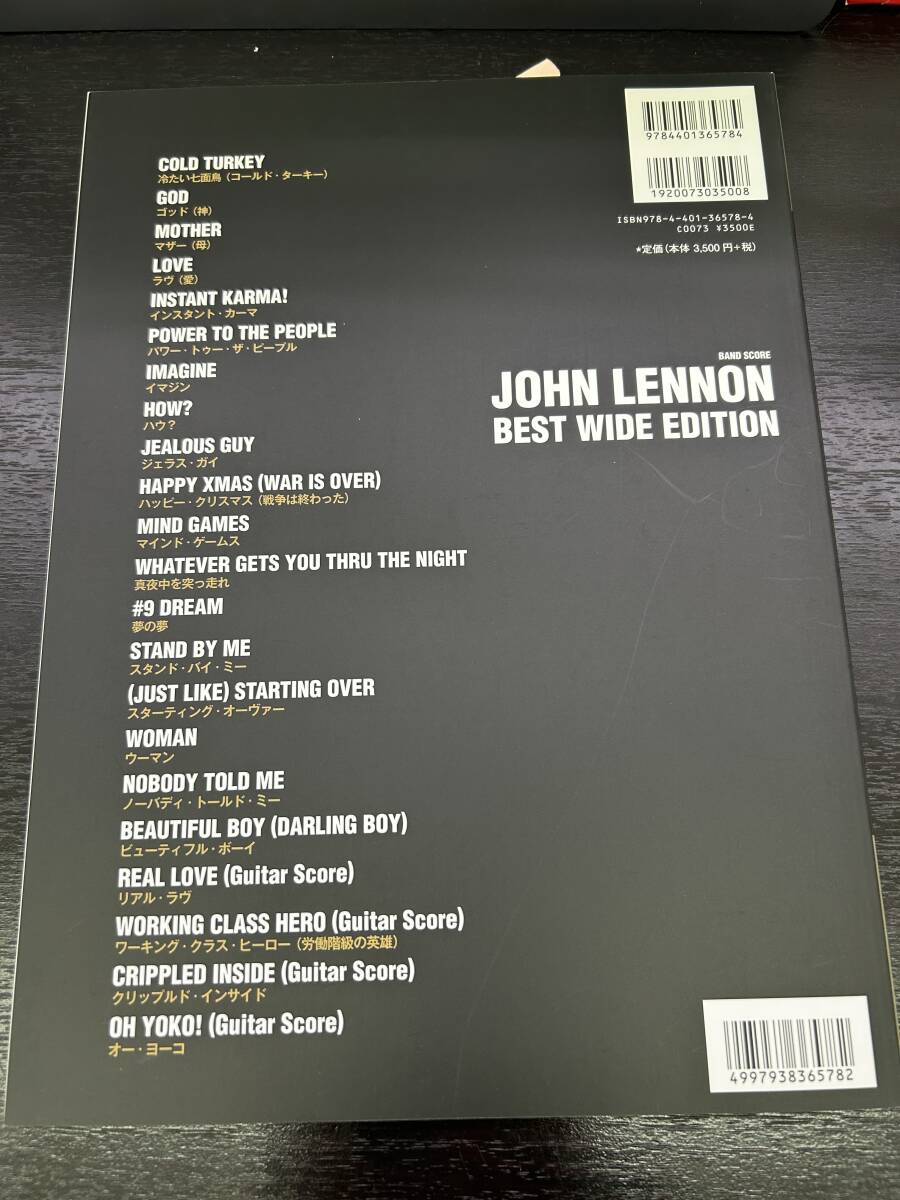 COLD TURKEY
冷たい七面鳥（コールド・ターキー）
GOD
ゴッド（神）
MOTHER
マザー（母）
LOVE
ラヴ（愛）
INSTANT KARMA!
インスタント・カーマ
POWER TO THE PEOPLE
パワー・トゥー・ザ・ピープル
IMAGINE
イマジン
HOW?
ハウ？
JEALOUS GUY
ジェラス・ガイ
HAPPY XMAS (WAR IS OVER)
ハッピー・クリスマス（戦争は終わった）
MIND GAMES
マインド・ゲームス
WHATEVER GETS YOU THRU THE NIGHT
真夜中を突っ走れ
#9 DREAM
夢の夢
STAND BY ME
スタンド・バイ・ミー
(JUST LIKE) STARTING OVER
スターティング・オーヴァー
WOMAN
ウーマン
NOBODY TOLD ME
ノーバディ・トールド・ミー
BEAUTIFUL BOY (DARLING BOY)
ビューティフル・ボーイ
REAL LOVE (Guitar Score)
リアル・ラヴ
WORKING CLASS HERO (Guitar Score)
ワーキング・クラス・ヒーロー（労働階級の英雄）
CRIPPLED INSIDE (Guitar Score)
クリップルド・インサイド
OH YOKO! (Guitar Score)
オー・ヨーコ
9784401365784
1920073035008
ISBN978-4-401-36578-4
C0073 ¥3500E
*定価（本体 3,500円+税）
BAND SCORE
JOHN LENNON
BEST WIDE EDITION
4997938365782